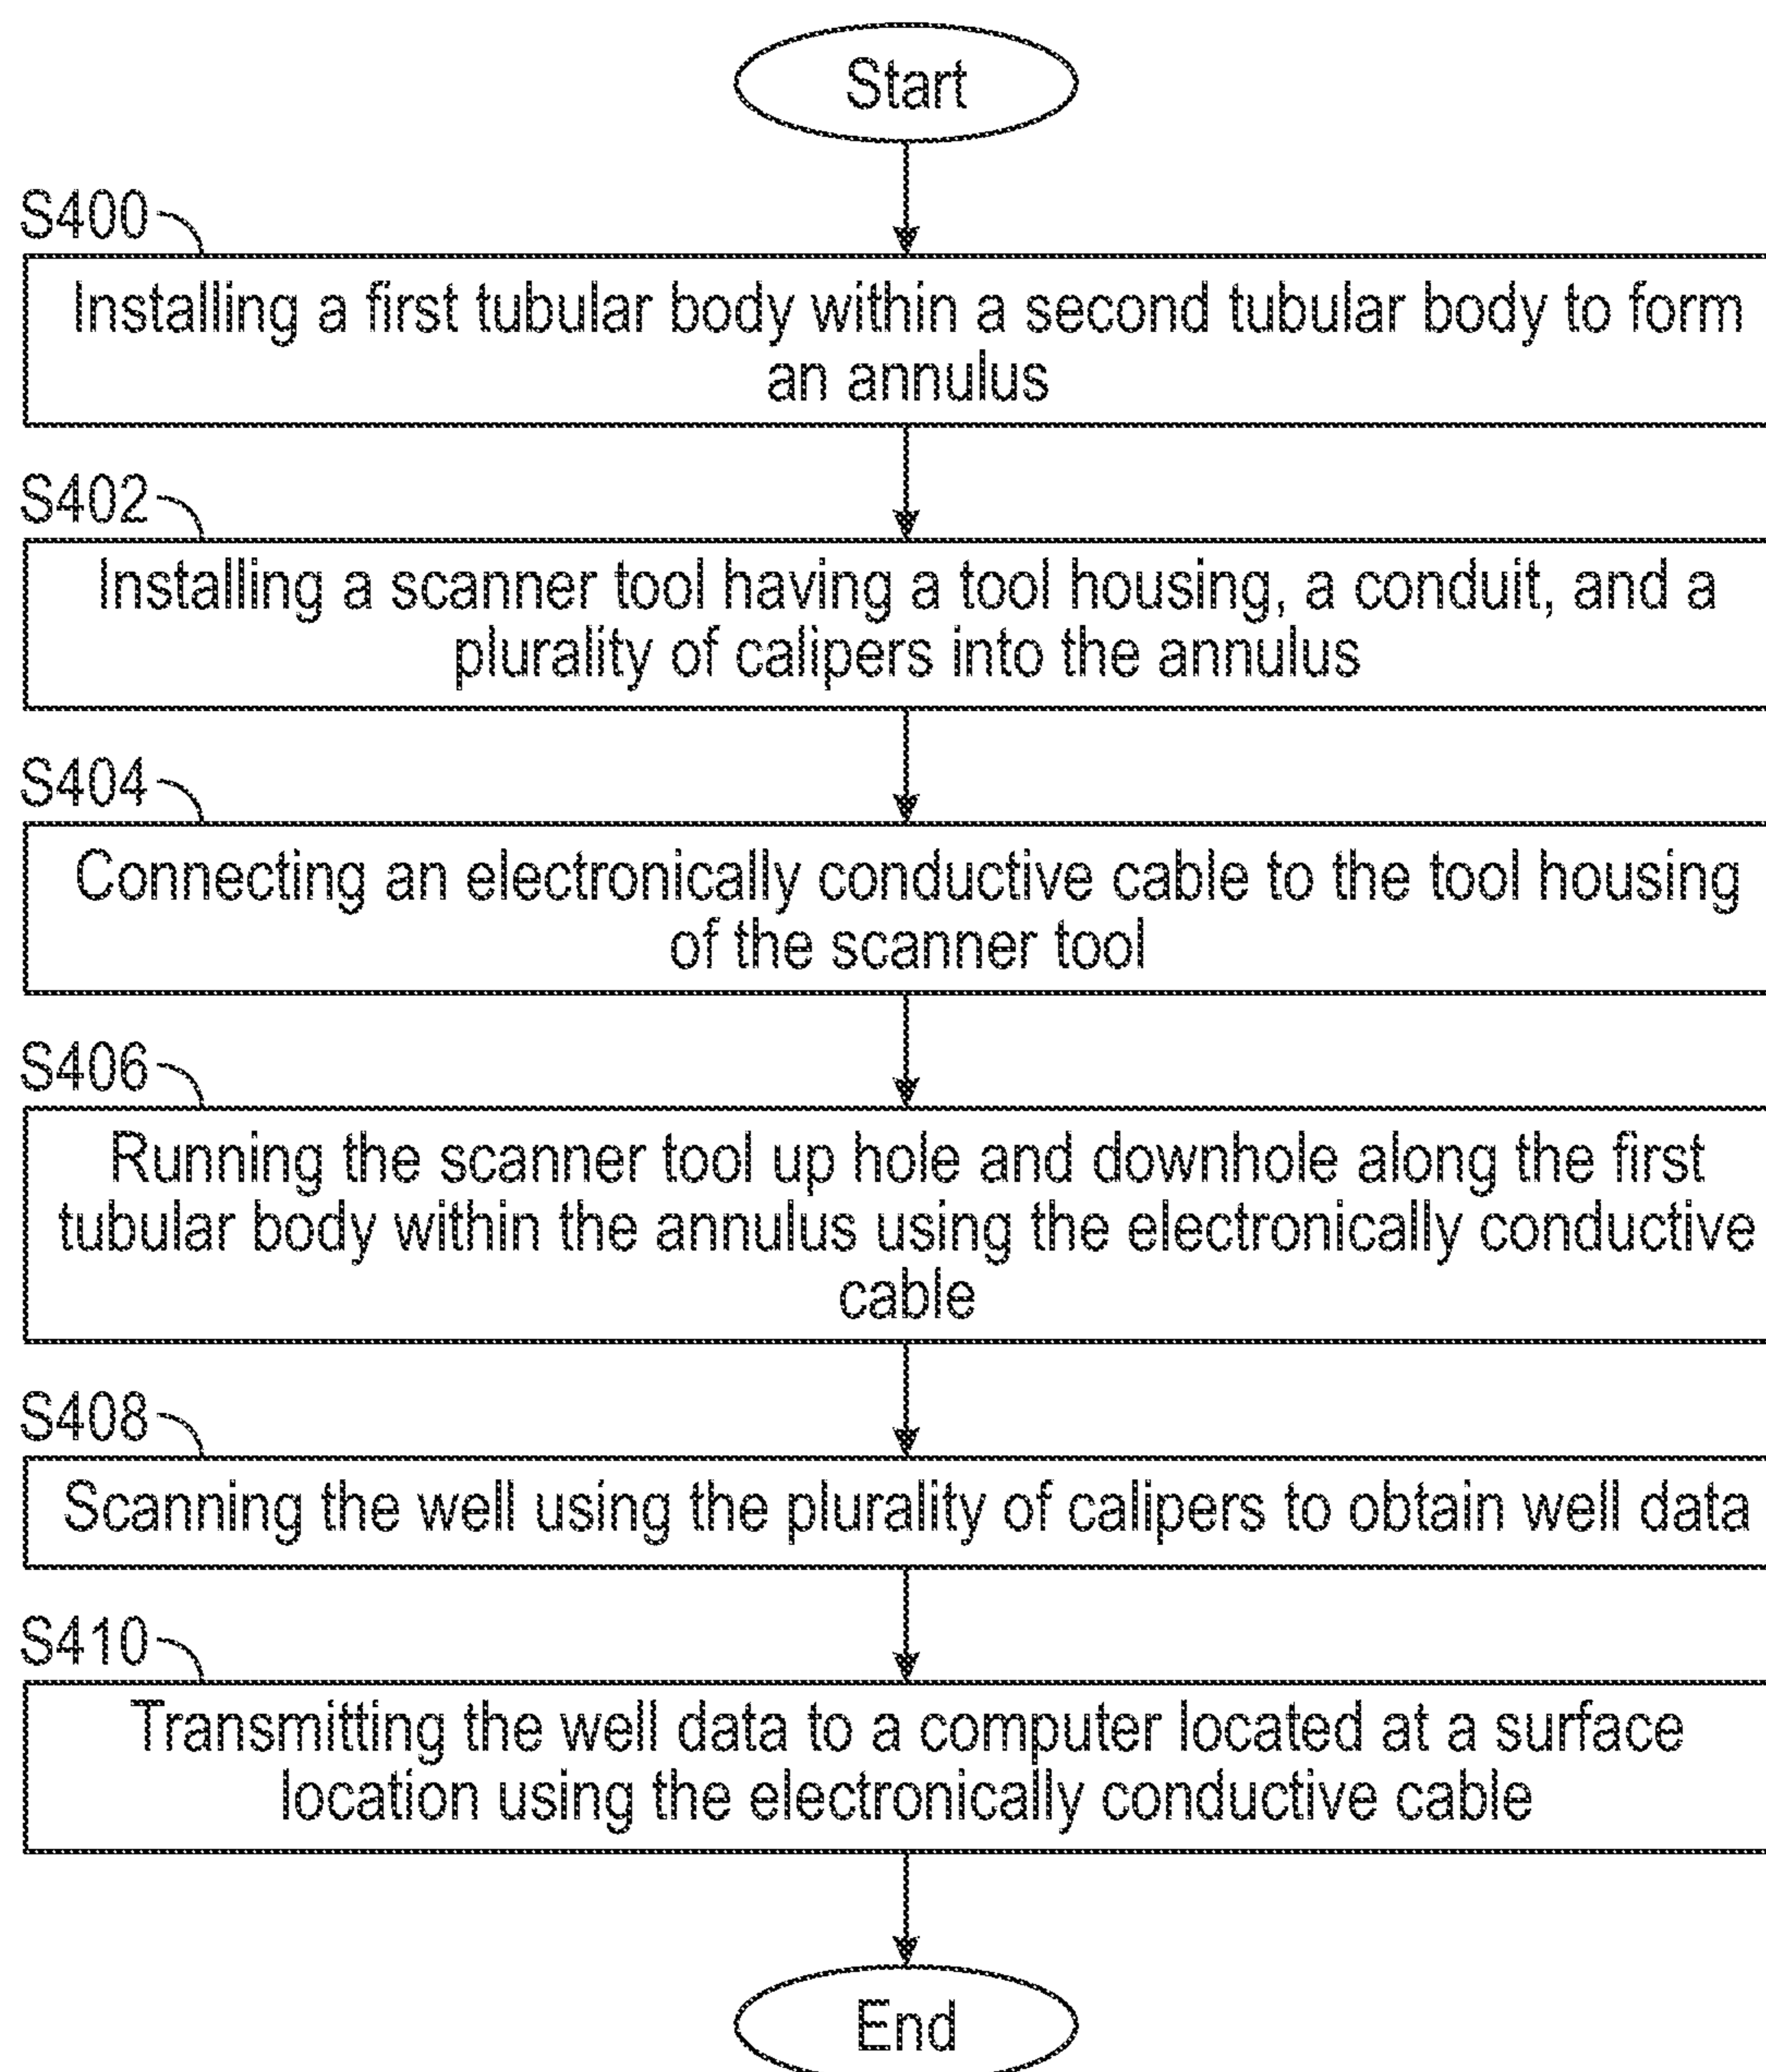 Start
S400
Installing a first tubular body within a second tubular body to form
an annulus
S402
Installing a scanner tool having a tool housing, a conduit, and a
plurality of calipers into the annulus
S404
Connecting an electronically conductive cable to the tool housing
of the scanner tool
S406
Running the scanner tool up hole and downhole along the first
tubular body within the annulus using the electronically conductive
cable
S408
Scanning the well using the plurality of calipers to obtain well data
S410
Transmitting the well data to a computer located at a surface
location using the electronically conductive cable
End